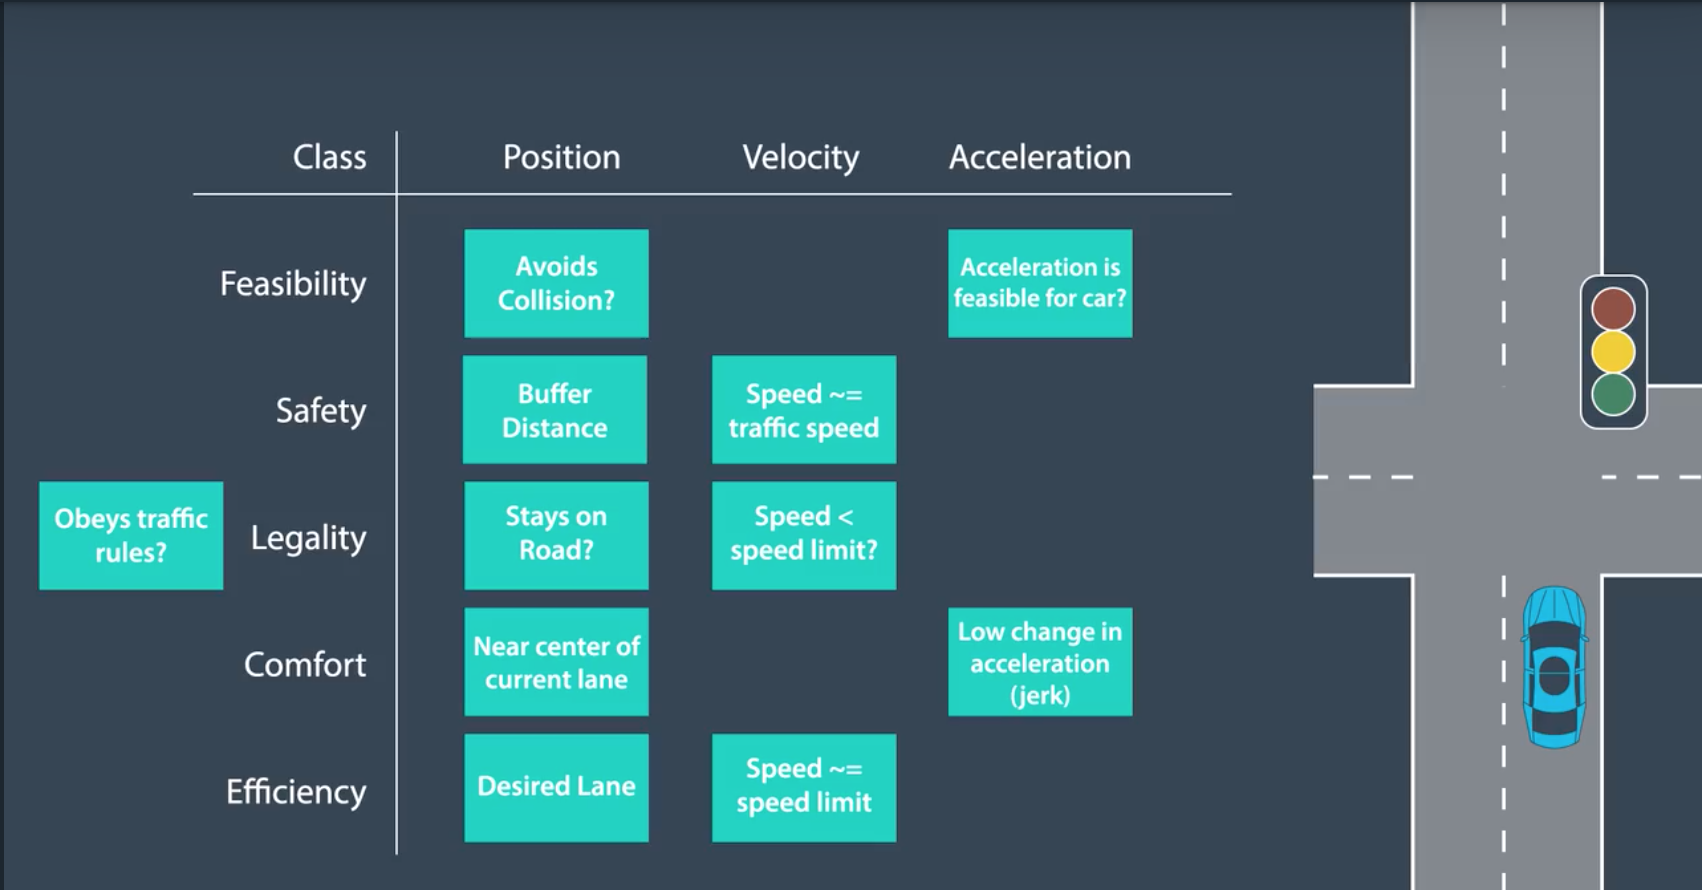 Class
Position
Velocity
Acceleration
Feasibility
Avoids
Collision?
Acceleration is
feasible for car?
Safety
Buffer
Distance
Speed ~=
traffic speed
Obeys traffic
rules?
Legality
Stays on
Road?
Speed <
speed limit?
Comfort
Near center of
current lane
Low change in
acceleration
(jerk)
Efficiency
Desired Lane
Speed ~=
speed limit